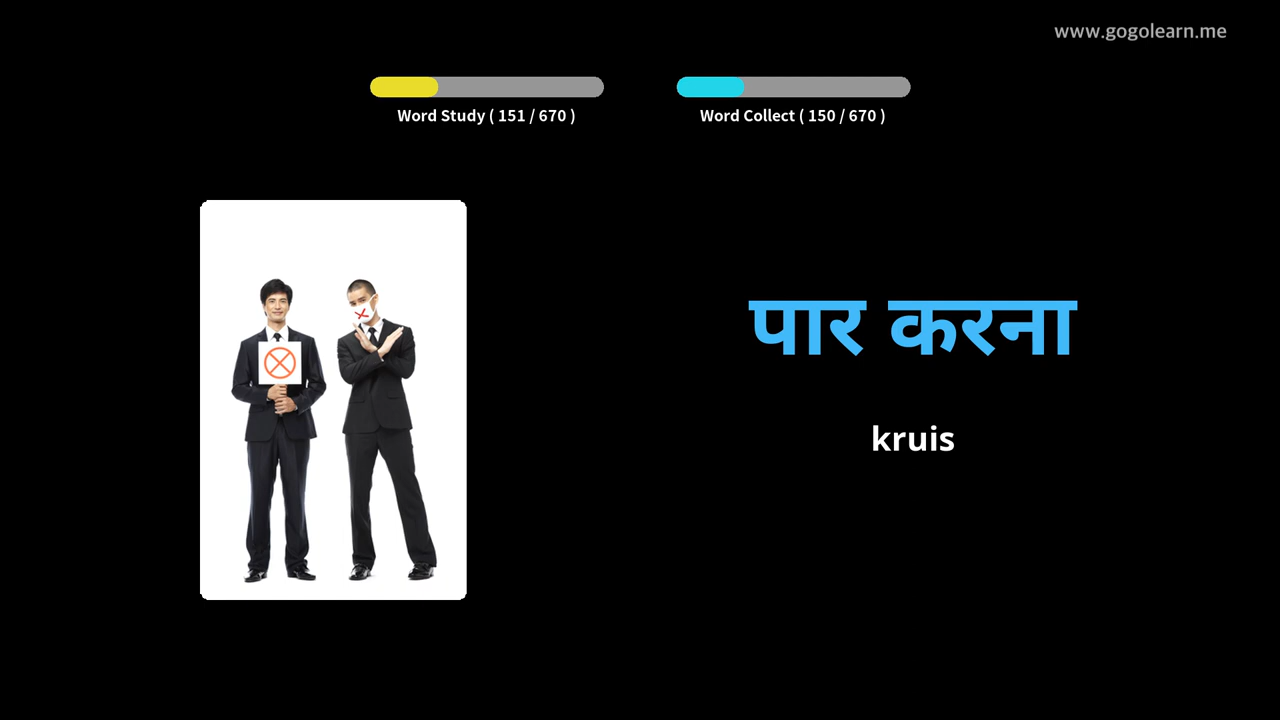 www.gogolearn.me
Word Study ( 151 / 670 )
Word Collect ( 150 / 670 )
पार करना
kruis